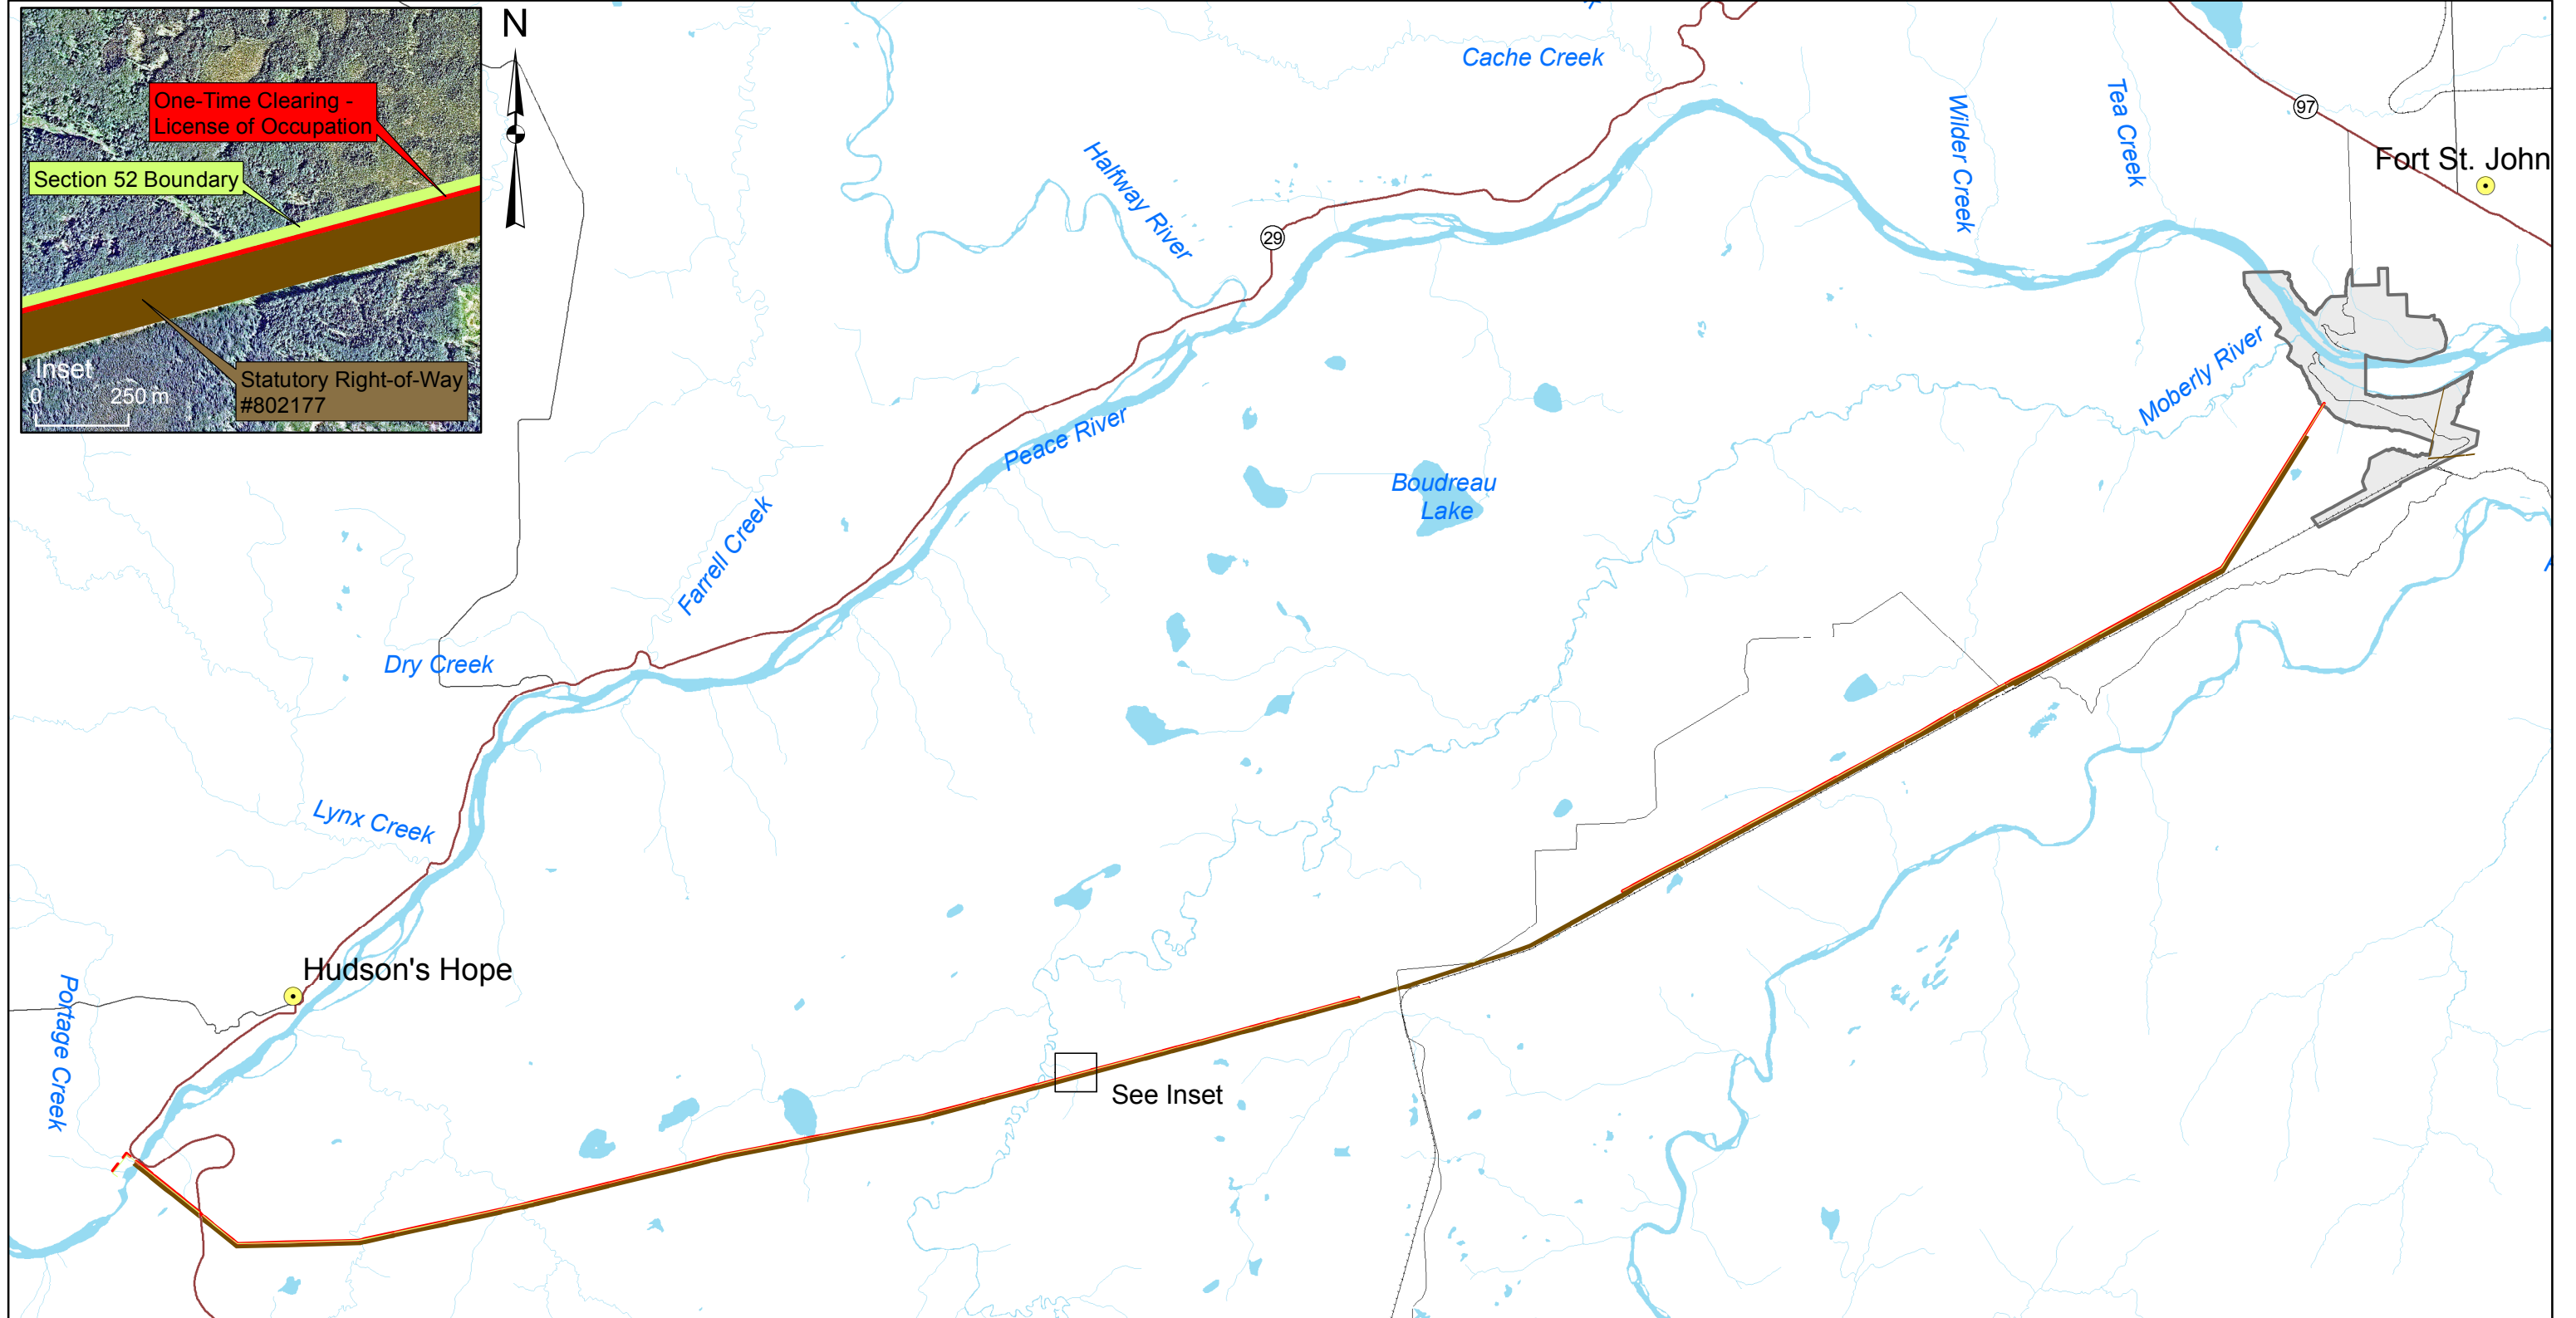 One-Time Clearing -
License of Occupation
Section 52 Boundary
Statutory Right-of-Way
#802177
Inset
0 250 m
N
Cache Creek
Halfway River
29
Wilder Creek
Tea Creek
97
Fort St. John
Moberly River
Peace River
Boudreau
Lake
Farrell Creek
Dry Creek
Lynx Creek
Hudson's Hope
Portage Creek
See Inset